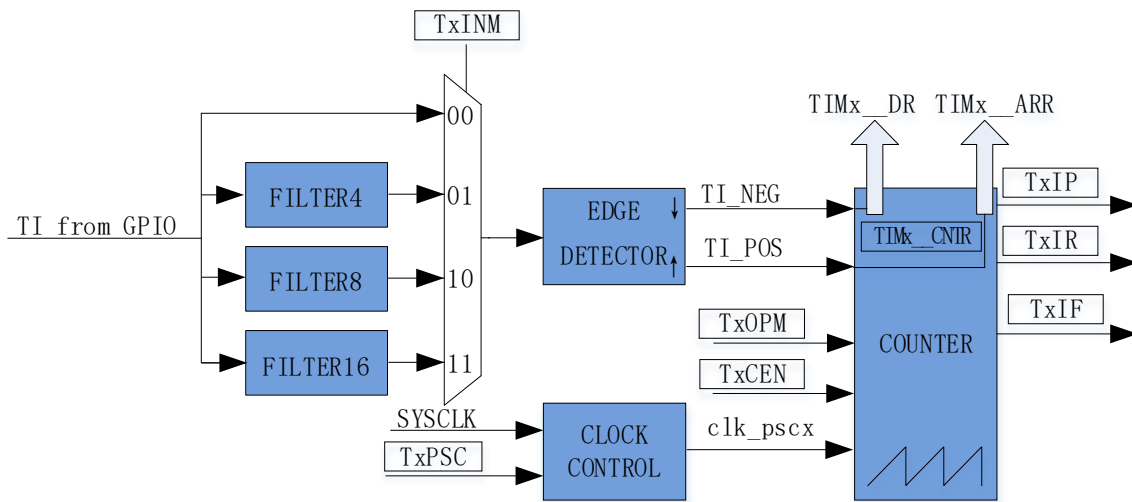 TxINM
TIMx__DR TIMx__ARR
00
TxIP
FILTER4
01
EDGE
TI_NEG
TI from GPIO
TIMx__CNTR
TxIR
DETECTOR
TI_POS
FILTER8
10
TxIF
TxOPM
COUNTER
FILTER16
11
TxCEN
SYSCLK
CLOCK
clk_pscx
TxPSC
CONTROL